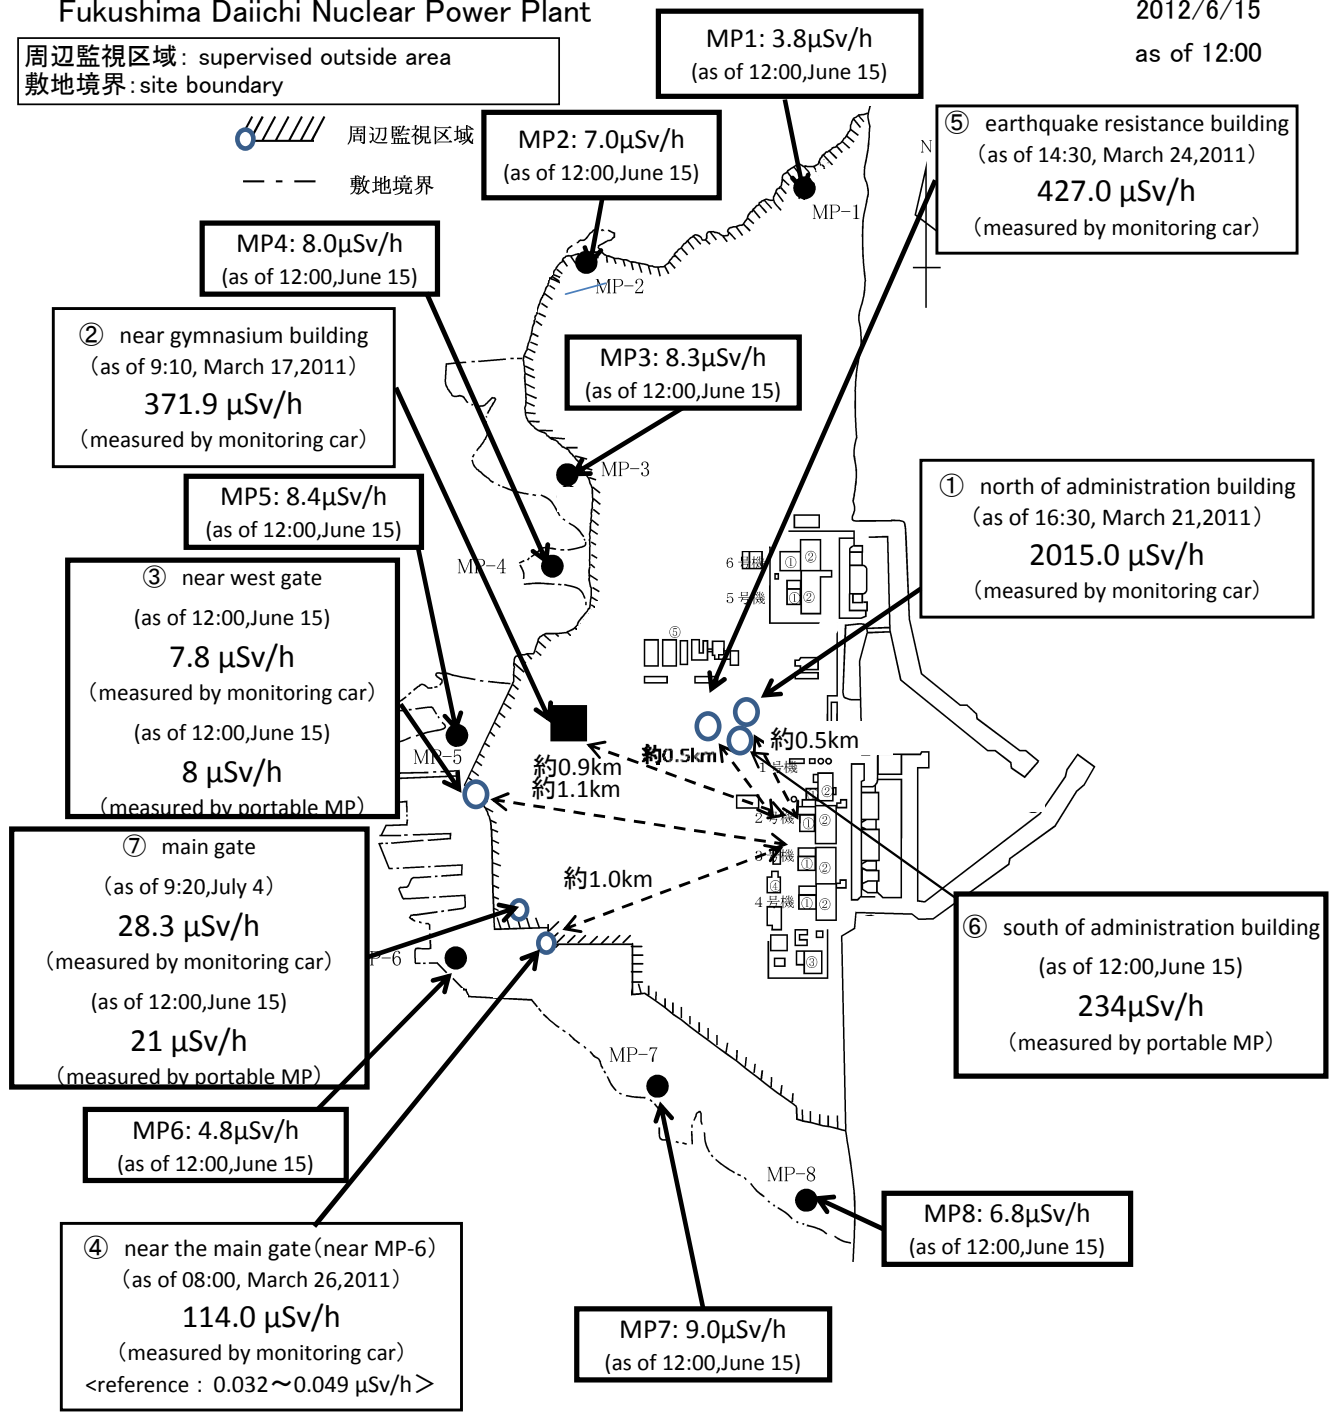 Fukushima Daiichi Nuclear Power Plant
2012/6/15
as of 12:00
周辺監視区域: supervised outside area
敷地境界:site boundary
周辺監視区域
敷地境界
MP1: 3.8μSv/h
(as of 12:00,June 15)
MP2: 7.0μSv/h
(as of 12:00,June 15)
⑤ earthquake resistance building
(as of 14:30, March 24,2011)
427.0 μSv/h
(measured by monitoring car)
N
MP-1
MP4: 8.0μSv/h
(as of 12:00,June 15)
MP-2
② near gymnasium building
(as of 9:10, March 17,2011)
371.9 μSv/h
(measured by monitoring car)
MP3: 8.3μSv/h
(as of 12:00,June 15)
MP-3
MP5: 8.4μSv/h
(as of 12:00,June 15)
① north of administration building
(as of 16:30, March 21,2011)
2015.0 μSv/h
(measured by monitoring car)
MP-4
6号機
① ②
5号機
① ②
⑤
③ near west gate
(as of 12:00,June 15)
7.8 μSv/h
(measured by monitoring car)
(as of 12:00,June 15)
8 μSv/h
(measured by portable MP)
MP-5
約0.9km
約1.1km
約0.5km
約0.5km
1号機
②
2号機
① ②
3号機
① ②
④
4号機
① ②
③
約1.0km
⑦ main gate
(as of 9:20,July 4)
28.3 μSv/h
(measured by monitoring car)
(as of 12:00,June 15)
21 μSv/h
(measured by portable MP)
P-6
⑥ south of administration building
(as of 12:00,June 15)
234μSv/h
(measured by portable MP)
MP-7
MP6: 4.8μSv/h
(as of 12:00,June 15)
MP-8
MP8: 6.8μSv/h
(as of 12:00,June 15)
④ near the main gate(near MP-6)
(as of 08:00, March 26,2011)
114.0 μSv/h
(measured by monitoring car)
<reference : 0.032～0.049 μSv/h＞
MP7: 9.0μSv/h
(as of 12:00,June 15)